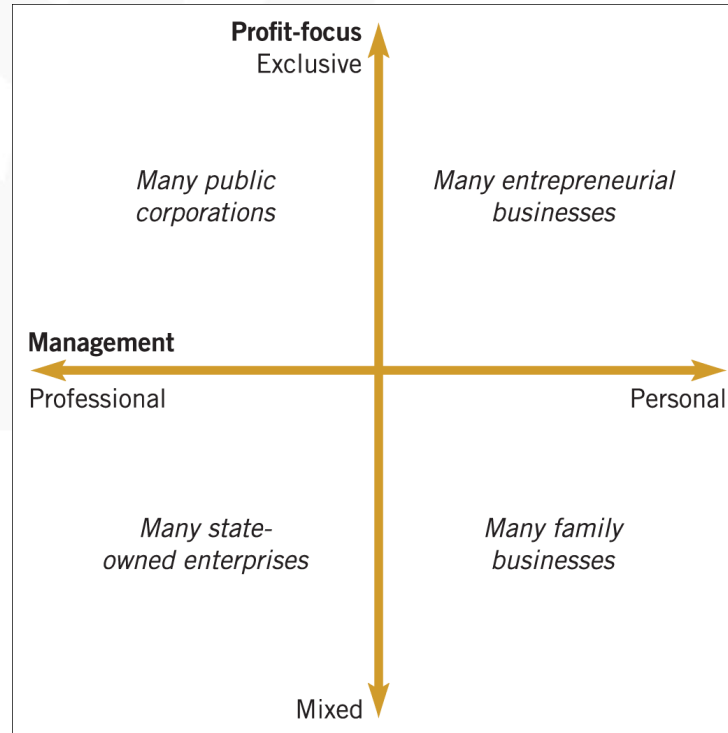 Profit-focus
Exclusive
Many public
corporations
Many entrepreneurial
businesses
Management
Professional
Personal
Many state-
owned enterprises
Many family
businesses
Mixed